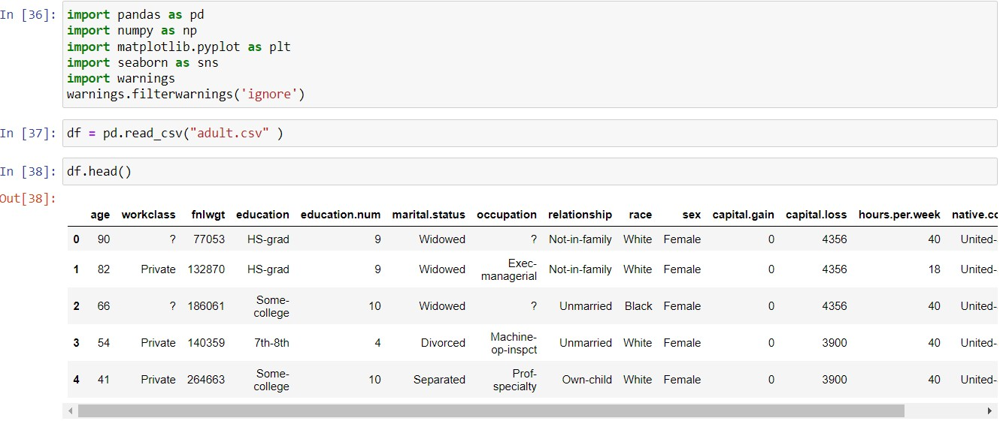 In [36]: import pandas as pd
import numpy as np
import matplotlib.pyplot as plt
import seaborn as sns
import warnings
warnings.filterwarnings('ignore')
In [37]: df = pd.read_csv("adult.csv" )
In [38]: df.head()
Out[38]:
age workclass fnlwgt education education.num marital.status occupation relationship race sex capital.gain capital.loss hours.per.week native.co
0 90 ? 77053 HS-grad 9 Widowed ? Not-in-family White Female 0 4356 40 United-
1 82 Private 132870 HS-grad 9 Widowed Exec-managerial Not-in-family White Female 0 4356 18 United-
2 66 ? 186061 Some-college 10 Widowed ? Unmarried Black Female 0 4356 40 United-
3 54 Private 140359 7th-8th 4 Divorced Machine-op-inspct Unmarried White Female 0 3900 40 United-
4 41 Private 264663 Some-college 10 Separated Prof-specialty Own-child White Female 0 3900 40 United-